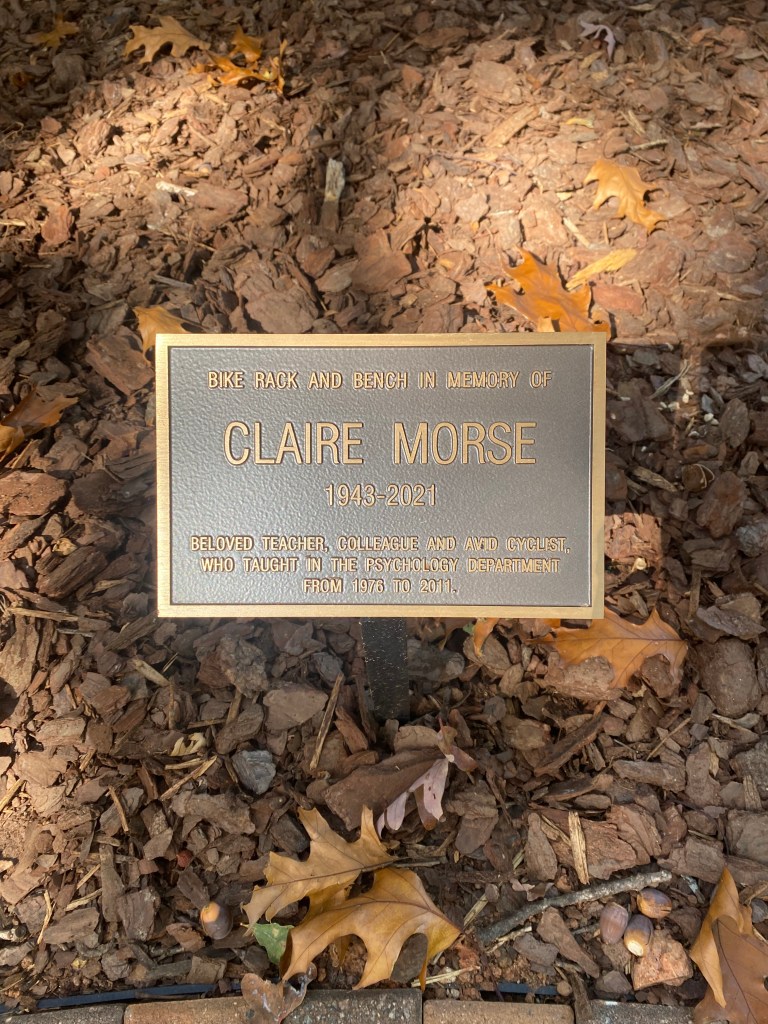 BIKE RACK AND BENCH IN MEMORY OF
CLAIRE MORSE
1943-2021
BELOVED TEACHER, COLLEAGUE AND AVID CYCLIST,
WHO TAUGHT IN THE PSYCHOLOGY DEPARTMENT
FROM 1976 TO 2011.